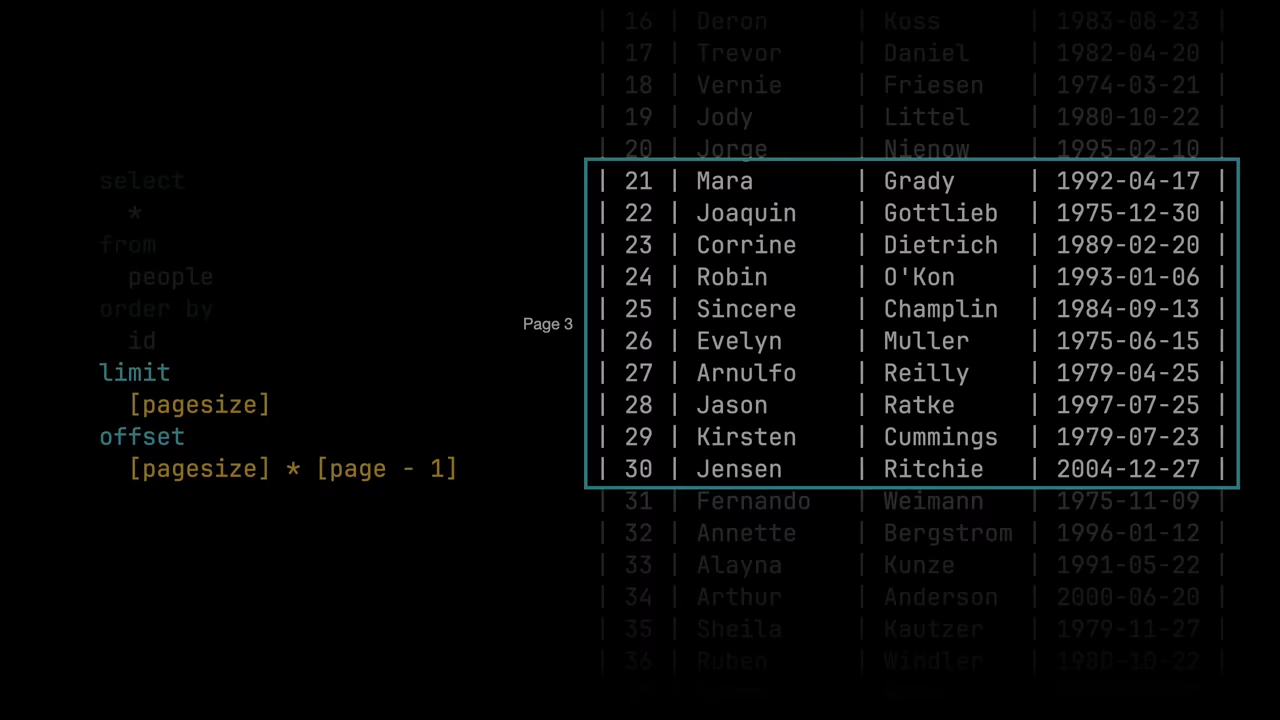 select
*
from
people
order by
id
limit
[pagesize]
offset
[pagesize] * [page - 1]
Page 3
| 16 | Deron | Koss | 1983-08-23 |
| 17 | Trevor | Daniel | 1982-04-20 |
| 18 | Vernie | Friesen | 1974-03-21 |
| 19 | Jody | Littel | 1980-10-22 |
| 20 | Jorge | Nienow | 1995-02-10 |
| 21 | Mara | Grady | 1992-04-17 |
| 22 | Joaquin | Gottlieb | 1975-12-30 |
| 23 | Corrine | Dietrich | 1989-02-20 |
| 24 | Robin | O'Kon | 1993-01-06 |
| 25 | Sincere | Champlin | 1984-09-13 |
| 26 | Evelyn | Muller | 1975-06-15 |
| 27 | Arnulfo | Reilly | 1979-04-25 |
| 28 | Jason | Ratke | 1997-07-25 |
| 29 | Kirsten | Cummings | 1979-07-23 |
| 30 | Jensen | Ritchie | 2004-12-27 |
| 31 | Fernando | Weimann | 1975-11-09 |
| 32 | Annette | Bergstrom | 1996-01-12 |
| 33 | Alayna | Kunze | 1991-05-22 |
| 34 | Arthur | Anderson | 2000-06-20 |
| 35 | Sheila | Kautzer | 1979-11-27 |
| 36 | Ruben | Windler | 1980-10-22 |